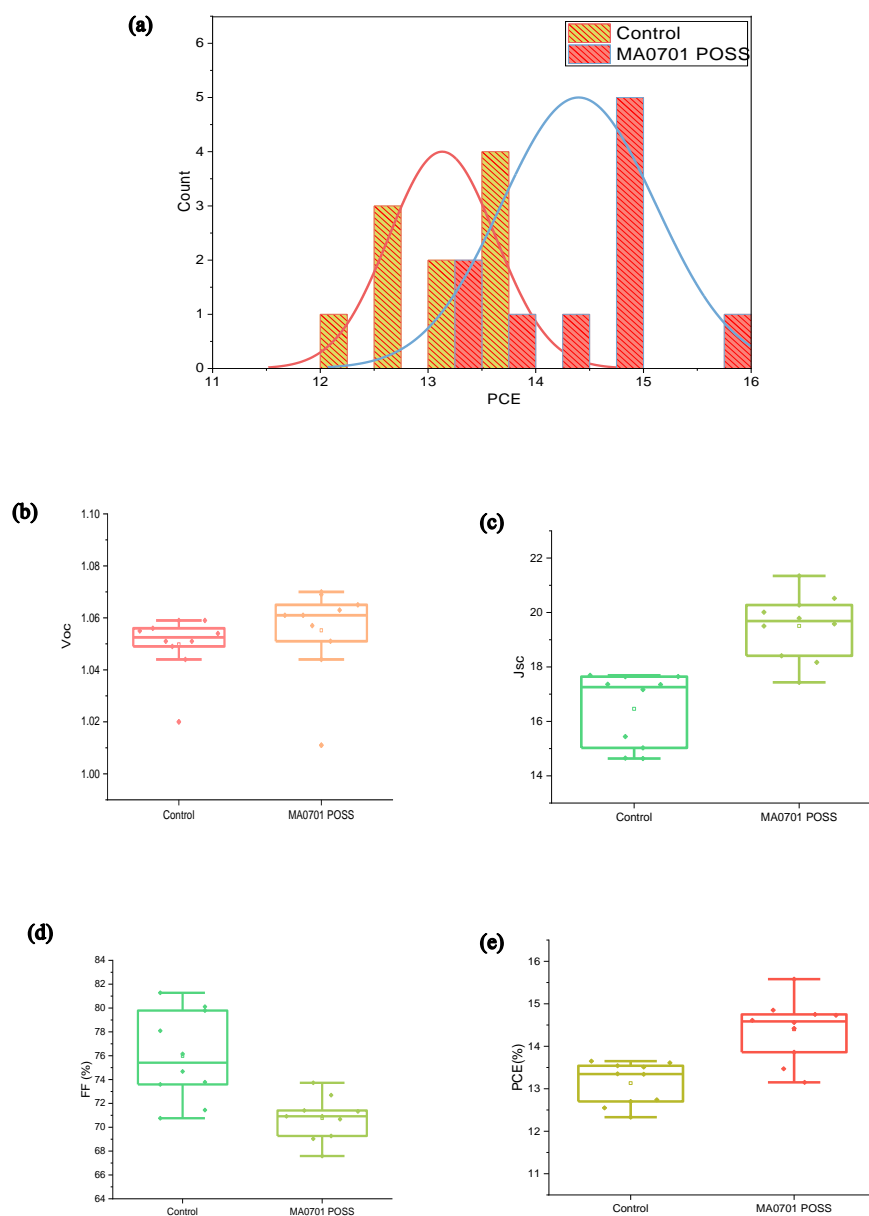 (a)
Control
MA0701 POSS
6
5
4
3
2
1
0
Count
11 12 13 14 15 16
PCE
(b)
1.10
1.08
1.06
1.04
1.02
1.00
Voc
Control MA0701 POSS
(c)
22
20
18
16
14
Jsc
Control MA0701 POSS
(d)
84
82
80
78
76
74
72
70
68
66
64
FF (%)
Control MA0701 POSS
(e)
16
15
14
13
12
11
PCE(%)
Control MA0701 POSS